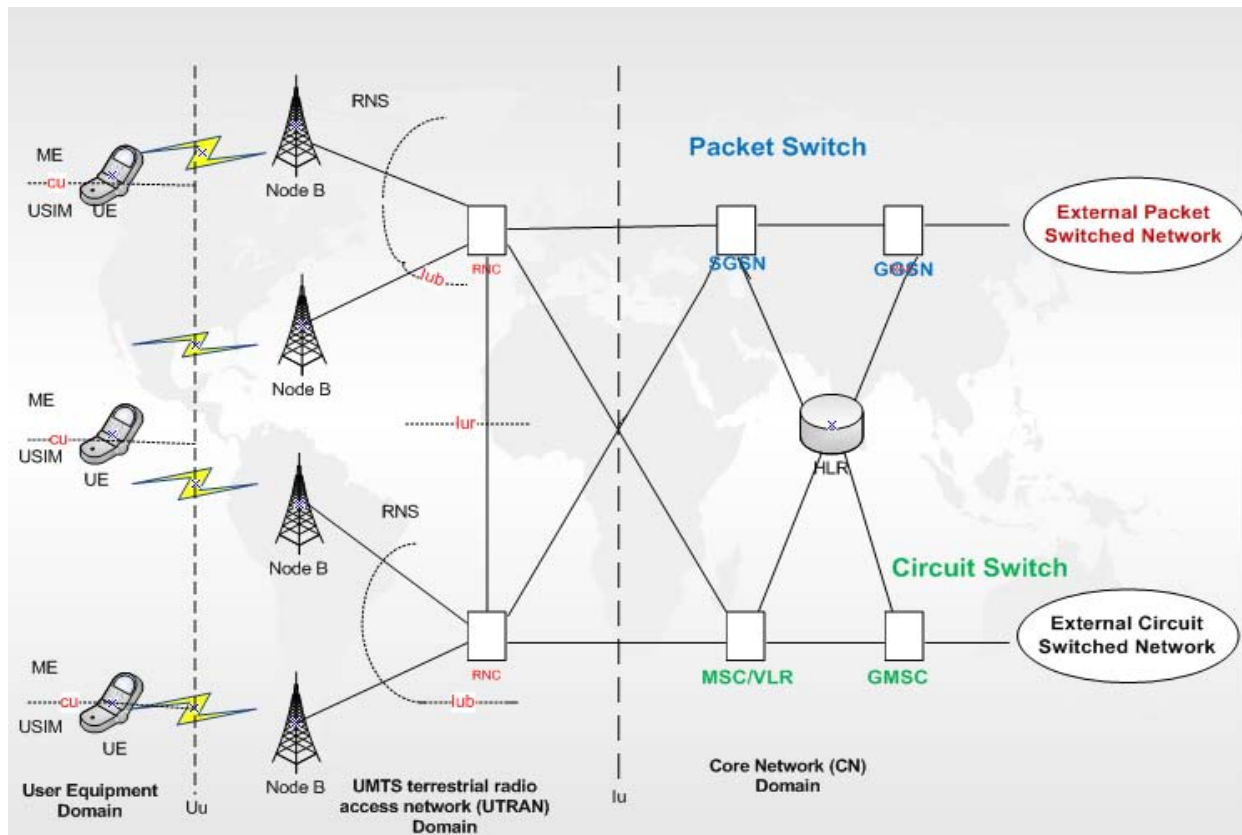 RNS
ME
cu
USIM
UE
Node B
Packet Switch
External Packet
Switched Network
RNC
Iub
SGSN
GGSN
Node B
ME
cu
USIM
UE
Iur
HLR
RNS
Node B
Circuit Switch
External Circuit
Switched Network
ME
cu
USIM
UE
RNC
Iub
MSC/VLR
GMSC
Node B
User Equipment
Domain
Uu
UMTS terrestrial radio
access network (UTRAN)
Domain
Iu
Core Network (CN)
Domain